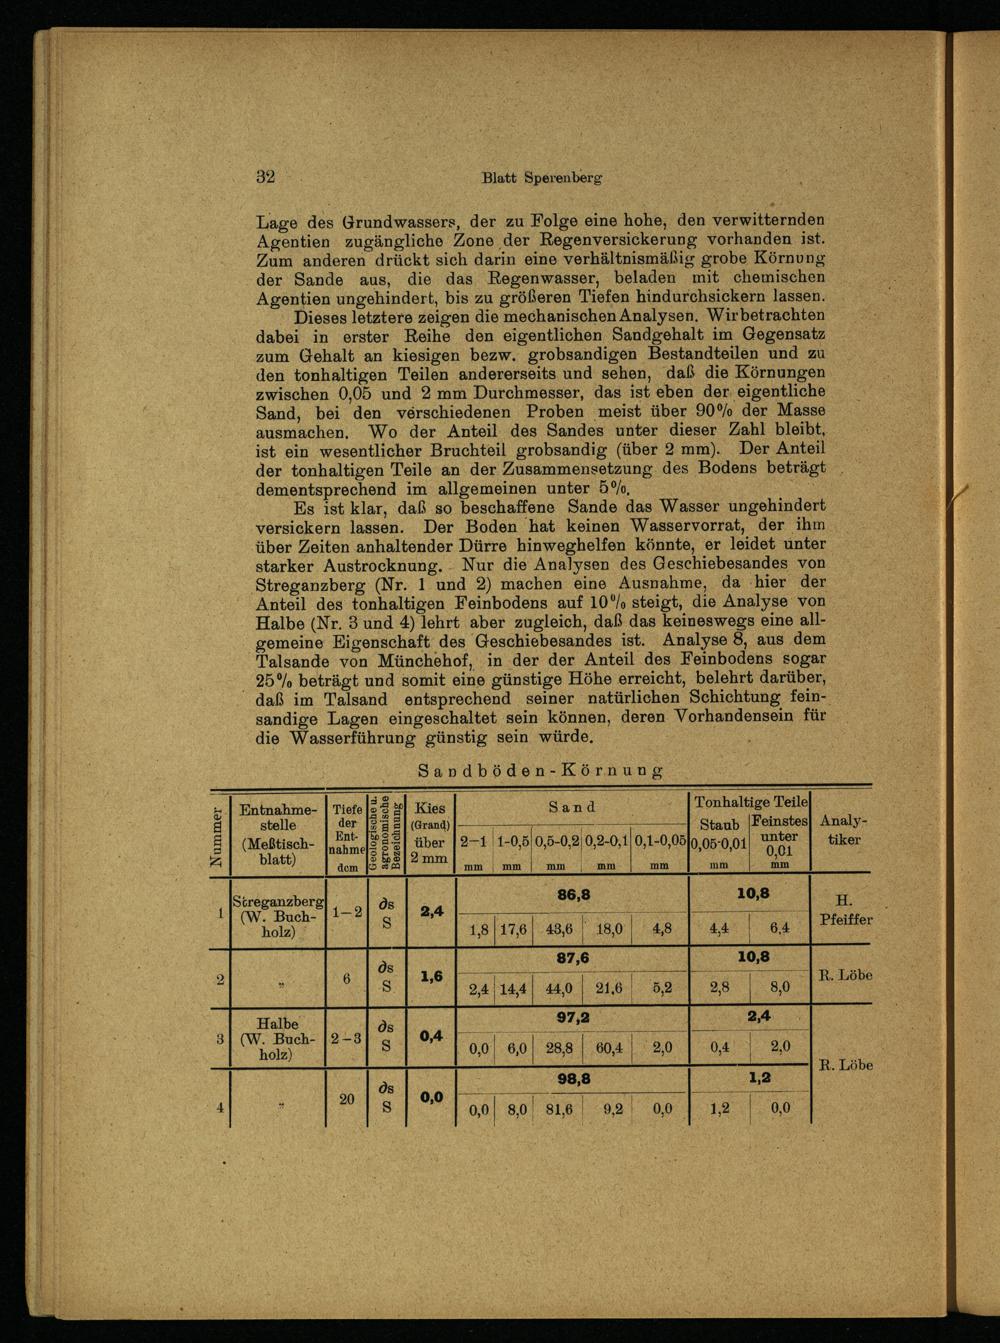 32
Blatt Sperenberg
Lage des Grundwassers, der zu Folge eine hohe, den verwitternden
Agentien zugängliche Zone der Regenversickerung vorhanden ist.
Zum anderen drückt sich darin eine verhältnismäßig grobe Körnung
der Sande aus, die das Regenwasser, beladen mit chemischen
Agentien ungehindert, bis zu größeren Tiefen hindurchsickern lassen.
Dieses letztere zeigen die mechanischen Analysen. Wir betrachten
dabei in erster Reihe den eigentlichen Sandgehalt im Gegensatz
zum Gehalt an kiesigen bezw. grobsandigen Bestandteilen und zu
den tonhaltigen Teilen andererseits und sehen, daß die Körnungen
zwischen 0,05 und 2 mm Durchmesser, das ist eben der eigentliche
Sand, bei den verschiedenen Proben meist über 90% der Masse
ausmachen. Wo der Anteil des Sandes unter dieser Zahl bleibt,
ist ein wesentlicher Bruchteil grobsandig (über 2 mm). Der Anteil
der tonhaltigen Teile an der Zusammensetzung des Bodens beträgt
dementsprechend im allgemeinen unter 5%.
Es ist klar, daß so beschaffene Sande das Wasser ungehindert
versickern lassen. Der Boden hat keinen Wasservorrat, der ihm
über Zeiten anhaltender Dürre hinweghelfen könnte, er leidet unter
starker Austrocknung. Nur die Analysen des Geschiebesandes von
Streganzberg (Nr. 1 und 2) machen eine Ausnahme, da hier der
Anteil des tonhaltigen Feinbodens auf 10% steigt, die Analyse von
Halbe (Nr. 3 und 4) lehrt aber zugleich, daß das keineswegs eine all-
gemeine Eigenschaft des Geschiebesandes ist. Analyse 8, aus dem
Talsande von Münchehof, in der der Anteil des Feinbodens sogar
25% beträgt und somit eine günstige Höhe erreicht, belehrt darüber,
daß im Talsand entsprechend seiner natürlichen Schichtung fein-
sandige Lagen eingeschaltet sein können, deren Vorhandensein für
die Wasserführung günstig sein würde.
Sandböden-Körnung
Nummer
Entnahme-
stelle
(Meßtisch-
blatt)
Tiefe
der
Ent-
nahme
dcm
Geologische u.
agronomische
Bezeichnung
Kies
(Grand)
über
2 mm
Sand
2–1 1-0,5 0,5-0,2 0,2-0,1 0,1-0,05
mm mm mm mm mm
Tonhaltige Teile
Staub
0,05-0,01
mm
Feinstes
unter
0,01
mm
Analy-
tiker
1
Streganzberg
(W. Buch-
holz)
1–2
∂s
S
2,4
86,8
1,8 17,6 43,6 18,0 4,8
10,8
4,4 6,4
H.
Pfeiffer
2
„
6
∂s
S
1,6
87,6
2,4 14,4 44,0 21,6 5,2
10,8
2,8 8,0
R. Löbe
3
Halbe
(W. Buch-
holz)
2–3
∂s
S
0,4
97,2
0,0 6,0 28,8 60,4 2,0
2,4
0,4 2,0
R. Löbe
4
„
20
∂s
S
0,0
98,8
0,0 8,0 81,6 9,2 0,0
1,2
1,2 0,0